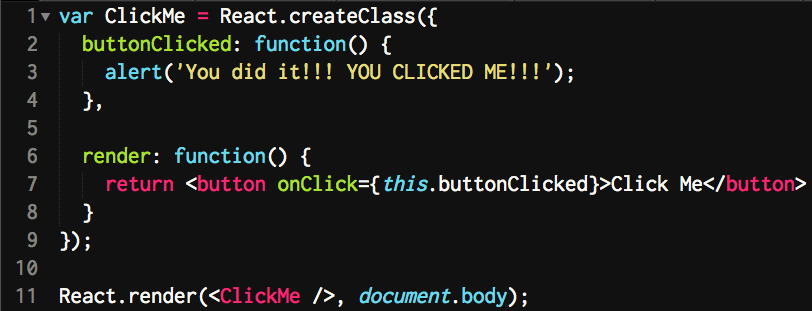 1 var ClickMe = React.createClass({
2   buttonClicked: function() {
3     alert('You did it!!! YOU CLICKED ME!!!');
4   },
5
6   render: function() {
7     return <button onClick={this.buttonClicked}>Click Me</button>
8   }
9 });
10
11 React.render(<ClickMe />, document.body);